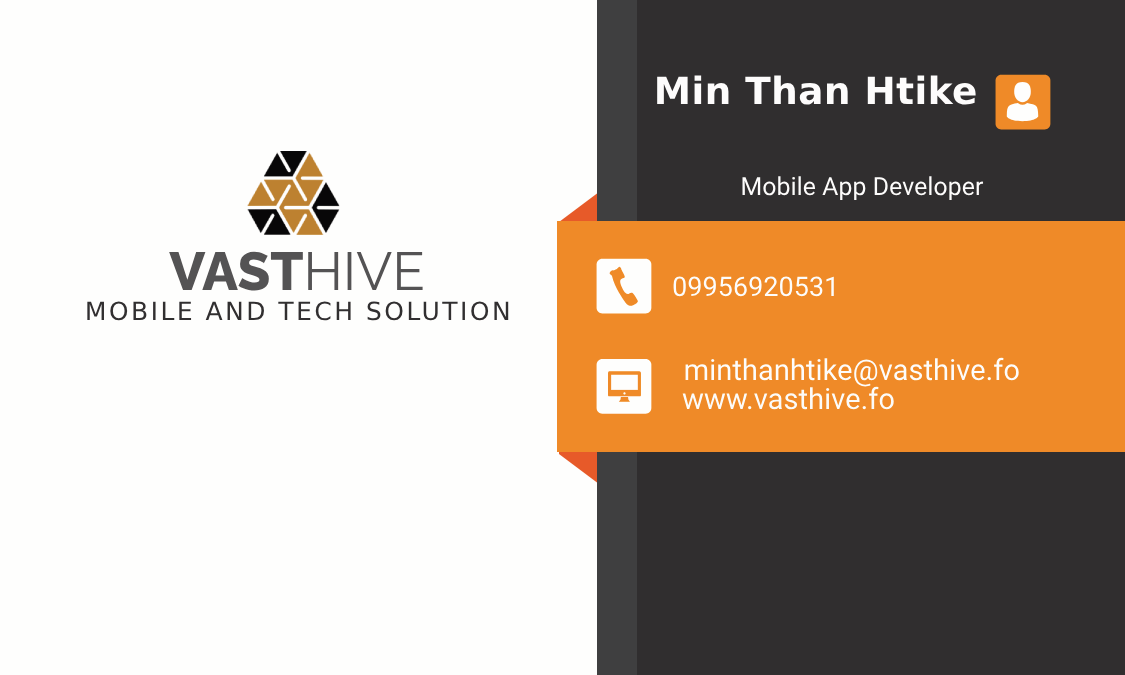 VASTHIVE
MOBILE AND TECH SOLUTION
Min Than Htike
Mobile App Developer
09956920531
minthanhtike@vasthive.fo
www.vasthive.fo